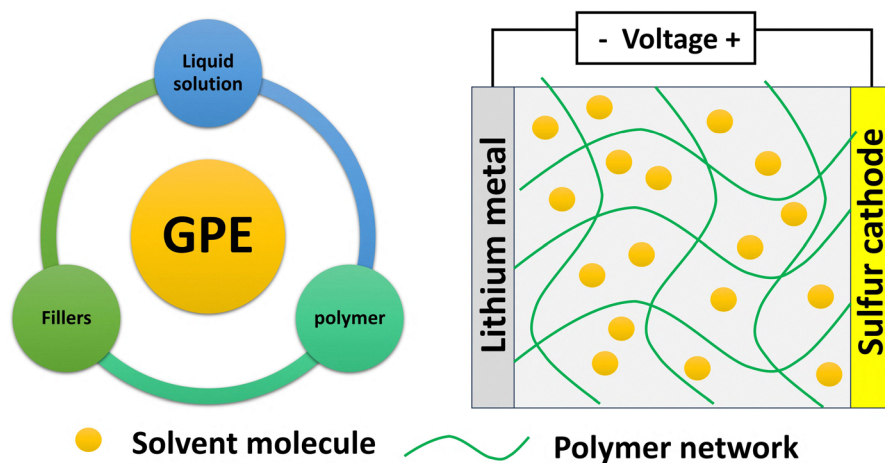 Liquid
solution
GPE
Fillers
polymer
- Voltage +
Lithium metal
Sulfur cathode
Solvent molecule
Polymer network